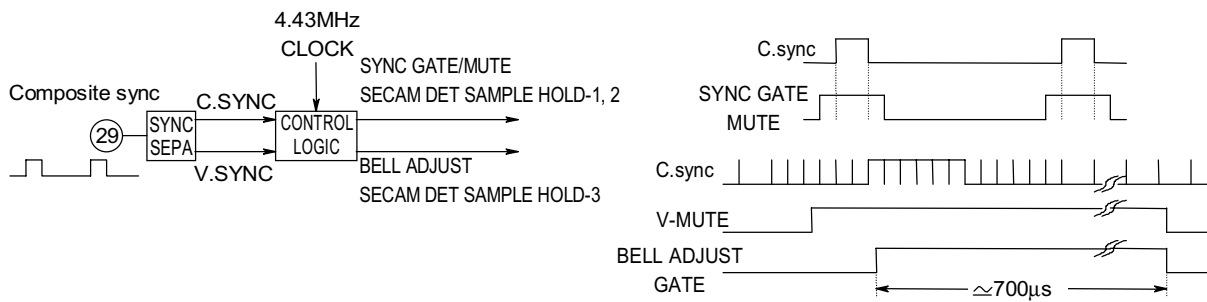 4.43MHz
CLOCK
SYNC GATE/MUTE
SECAM DET SAMPLE HOLD-1, 2
Composite sync
C.SYNC
29
SYNC
SEPA
CONTROL
LOGIC
V.SYNC
BELL ADJUST
SECAM DET SAMPLE HOLD-3
C.sync
SYNC GATE
MUTE
C.sync
V-MUTE
BELL ADJUST
GATE
≃700µs